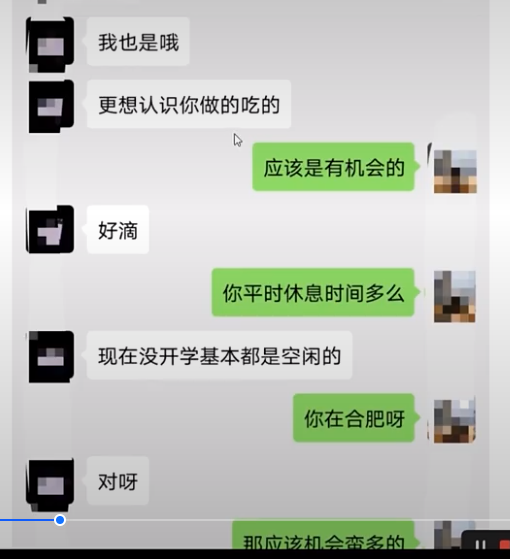 我也是哦
更想认识你做的吃的
应该是有机会的
好滴
你平时休息时间多么
现在没开学基本都是空闲的
你在合肥呀
对呀
那应该机会蛮多的